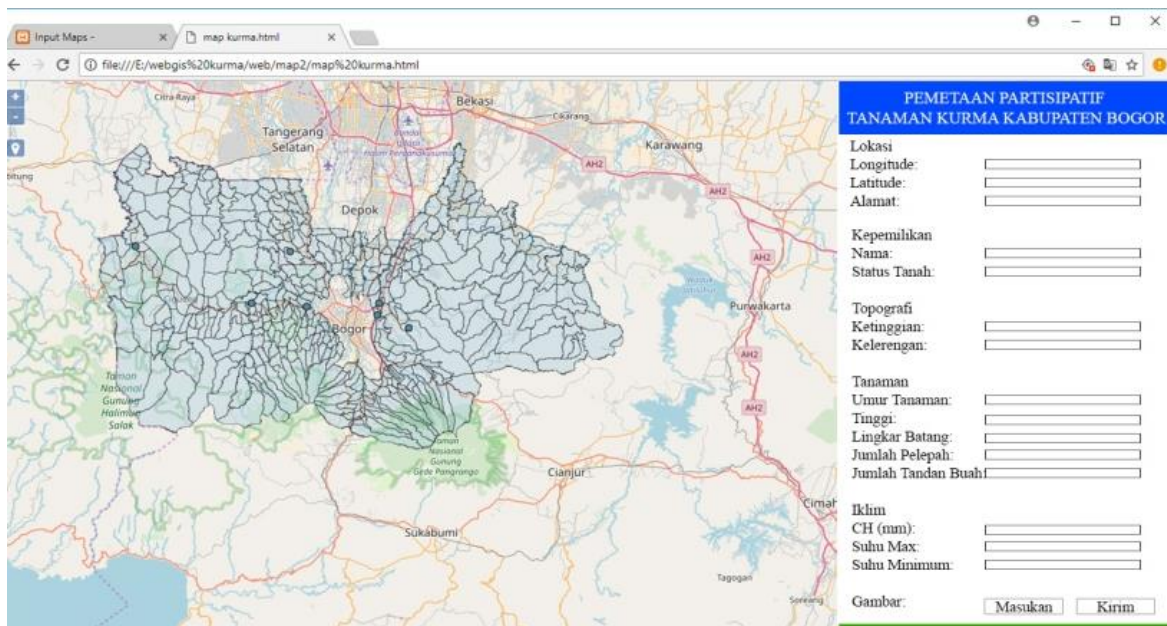 Input Maps -
map kurma.html
file:///E:/webgis%20kurma/web/map2/map%20kurma.html
+
-
Citra Raya
Bekasi
Cikarang
Tangerang
Selatan
Karawang
AH2
AH2
Depok
AH2
Purwakarta
Bogor
AH2
Taman
Nasional
Gunung
Halimun
Salak
AH2
Taman
Nasional
Gunung
Gede Pangrango
Cianjur
Cimah
Sukabumi
Tagogan
Soreang
PEMETAAN PARTISIPATIF
TANAMAN KURMA KABUPATEN BOGOR
Lokasi
Longitude:
Latitude:
Alamat:
Kepemilikan
Nama:
Status Tanah:
Topografi
Ketinggian:
Kelerengan:
Tanaman
Umur Tanaman:
Tinggi:
Lingkar Batang:
Jumlah Pelepah:
Jumlah Tandan Buah:
Iklim
CH (mm):
Suhu Max:
Suhu Minimum:
Gambar:
Masukan
Kirim